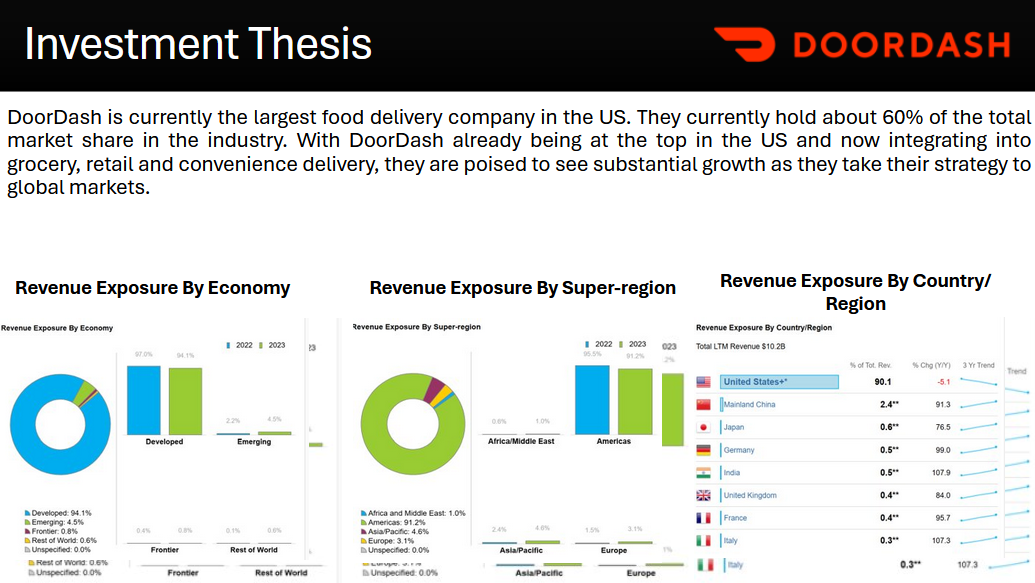 Investment Thesis
DOORDASH
DoorDash is currently the largest food delivery company in the US. They currently hold about 60% of the total
market share in the industry. With DoorDash already being at the top in the US and now integrating into
grocery, retail and convenience delivery, they are poised to see substantial growth as they take their strategy to
global markets.
Revenue Exposure By Economy
Revenue Exposure By Economy
2022 2023
97.0% 94.1%
2.2% 4.5%
Developed Emerging
Developed: 94.1%
Emerging: 4.5%
Frontier: 0.8%
Rest of World: 0.6%
Unspecified: 0.0%
0.4% 0.8% 0.1% 0.6%
Frontier Rest of World
Rest of World: 0.6%
Unspecified: 0.0%
Frontier Rest of World
23
Revenue Exposure By Super-region
Revenue Exposure By Super-region
2022 2023
95.5% 91.2%
0.6% 1.0%
Africa/Middle East Americas
Africa and Middle East: 1.0%
Americas: 91.2%
Asia/Pacific: 4.6%
Europe: 3.1%
Unspecified: 0.0%
2.4% 4.6% 1.5% 3.1%
Asia/Pacific Europe
Unspecified: 0.0%
Asia/Pacific Europe
023
2%
1%
Revenue Exposure By Country/
Region
Revenue Exposure By Country/Region
Total LTM Revenue $10.2B
% of Tot. Rev. % Chg (Y/Y) 3 Yr Trend
Trend
United States+* 90.1 -5.1
Mainland China 2.4** 91.3
Japan 0.6** 76.5
Germany 0.5** 99.0
India 0.5** 107.9
United Kingdom 0.4** 84.0
France 0.4** 95.7
Italy 0.3** 107.3
Italy 0.3** 107.3